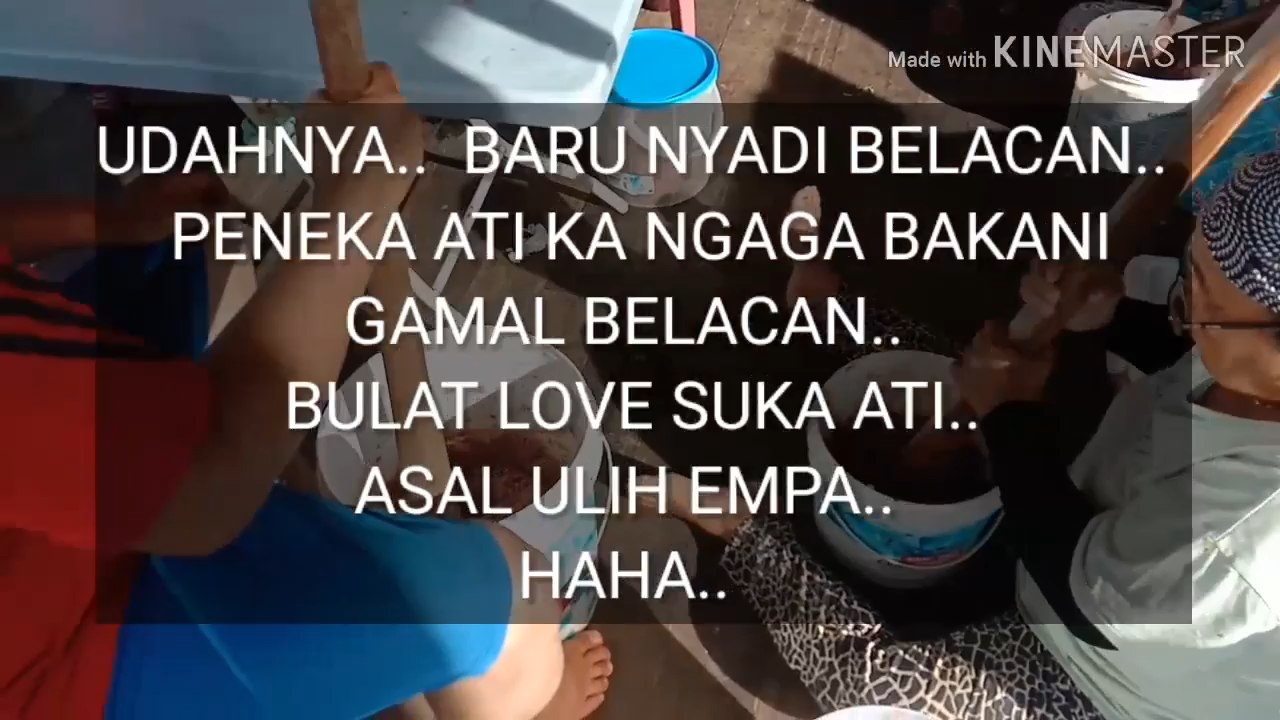 Made with KINEMASTER
UDAHNYA.. BARU NYADI BELACAN..
PENEKA ATI KA NGAGA BAKANI
GAMAL BELACAN..
BULAT LOVE SUKA ATI..
ASAL ULIH EMPA..
HAHA..